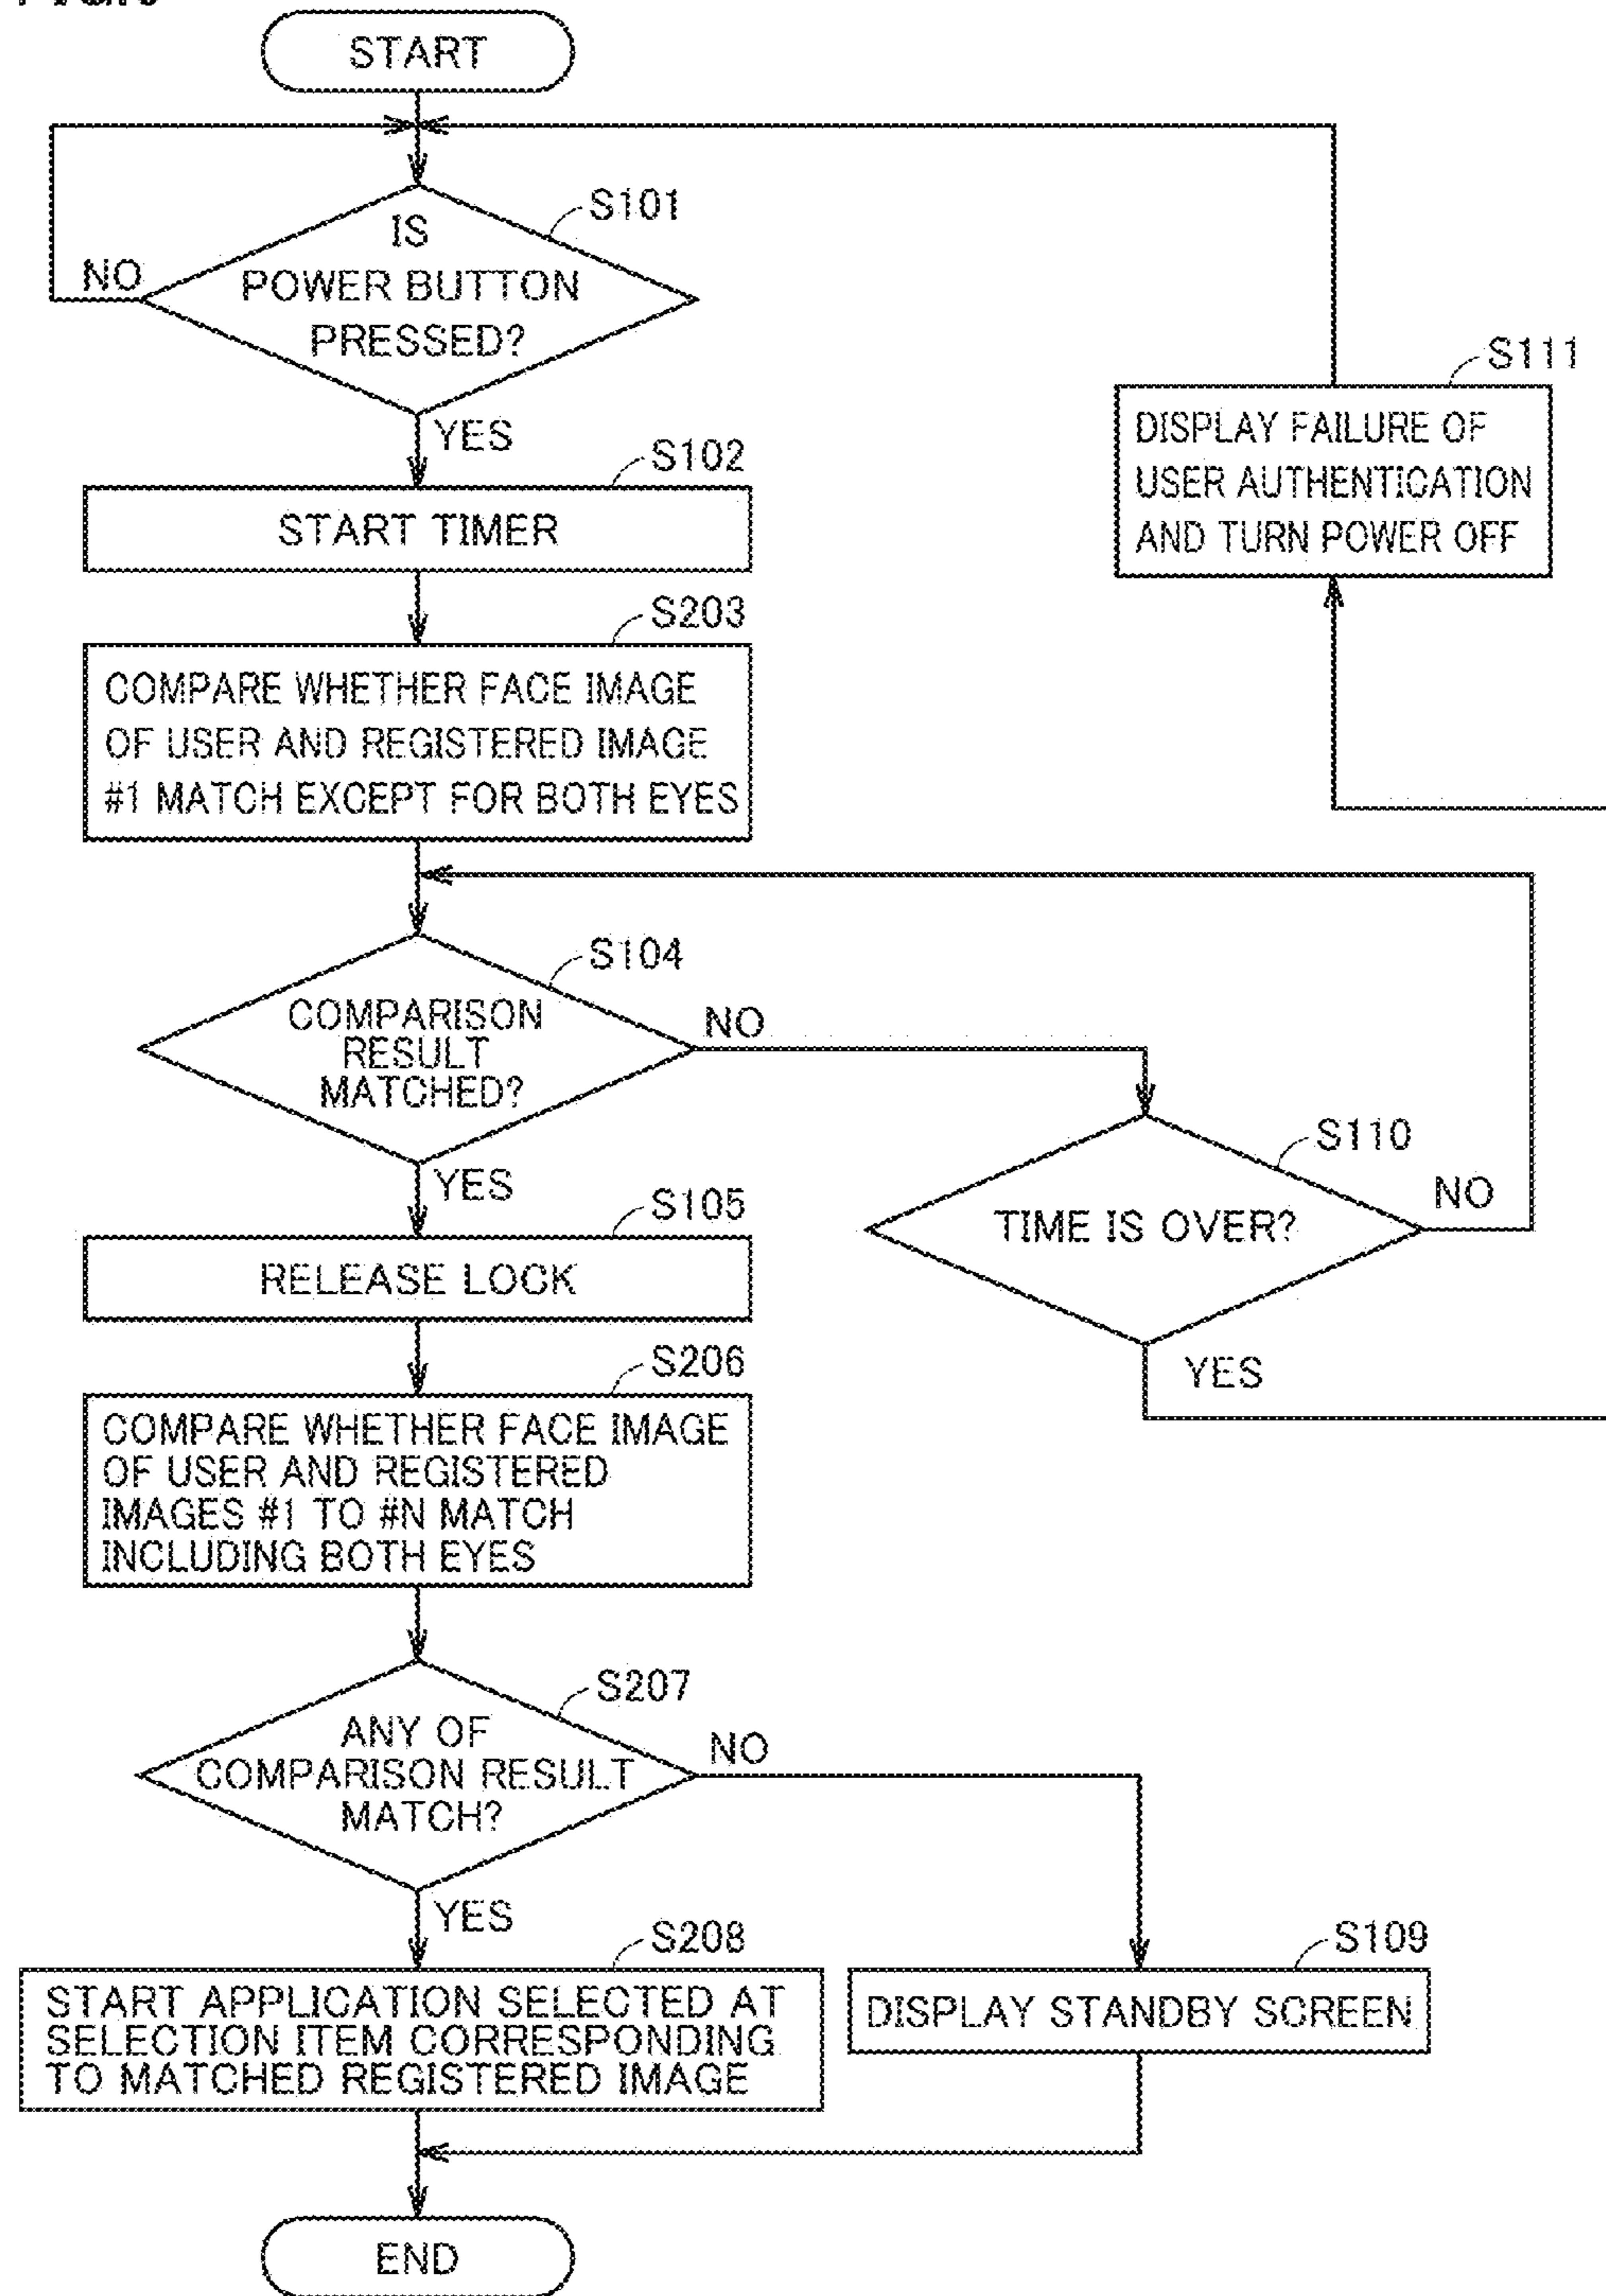 START
S101
IS
POWER BUTTON
PRESSED?
NO
YES
S111
DISPLAY FAILURE OF
USER AUTHENTICATION
AND TURN POWER OFF
S102
START TIMER
S203
COMPARE WHETHER FACE IMAGE
OF USER AND REGISTERED IMAGE
#1 MATCH EXCEPT FOR BOTH EYES
S104
COMPARISON
RESULT
MATCHED?
NO
YES
S110
TIME IS OVER?
NO
YES
S105
RELEASE LOCK
S206
COMPARE WHETHER FACE IMAGE
OF USER AND REGISTERED
IMAGES #1 TO #N MATCH
INCLUDING BOTH EYES
S207
ANY OF
COMPARISON RESULT
MATCH?
NO
YES
S208
START APPLICATION SELECTED AT
SELECTION ITEM CORRESPONDING
TO MATCHED REGISTERED IMAGE
S109
DISPLAY STANDBY SCREEN
END